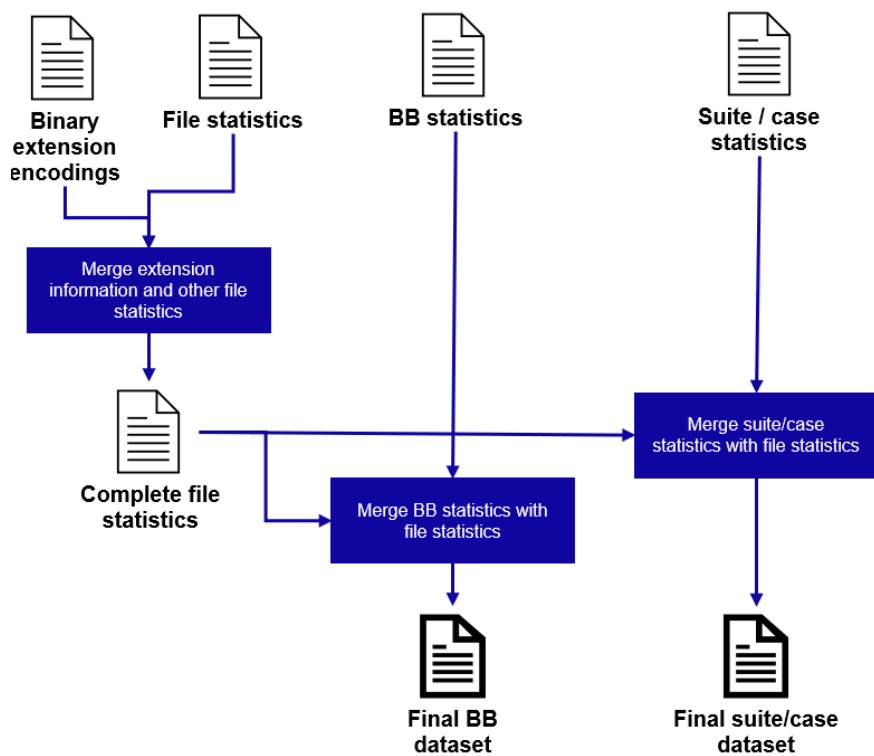 Binary
extension
encodings
File statistics
BB statistics
Suite / case
statistics
Merge extension
information and other file
statistics
Complete file
statistics
Merge suite/case
statistics with file statistics
Merge BB statistics with
file statistics
Final BB
dataset
Final suite/case
dataset